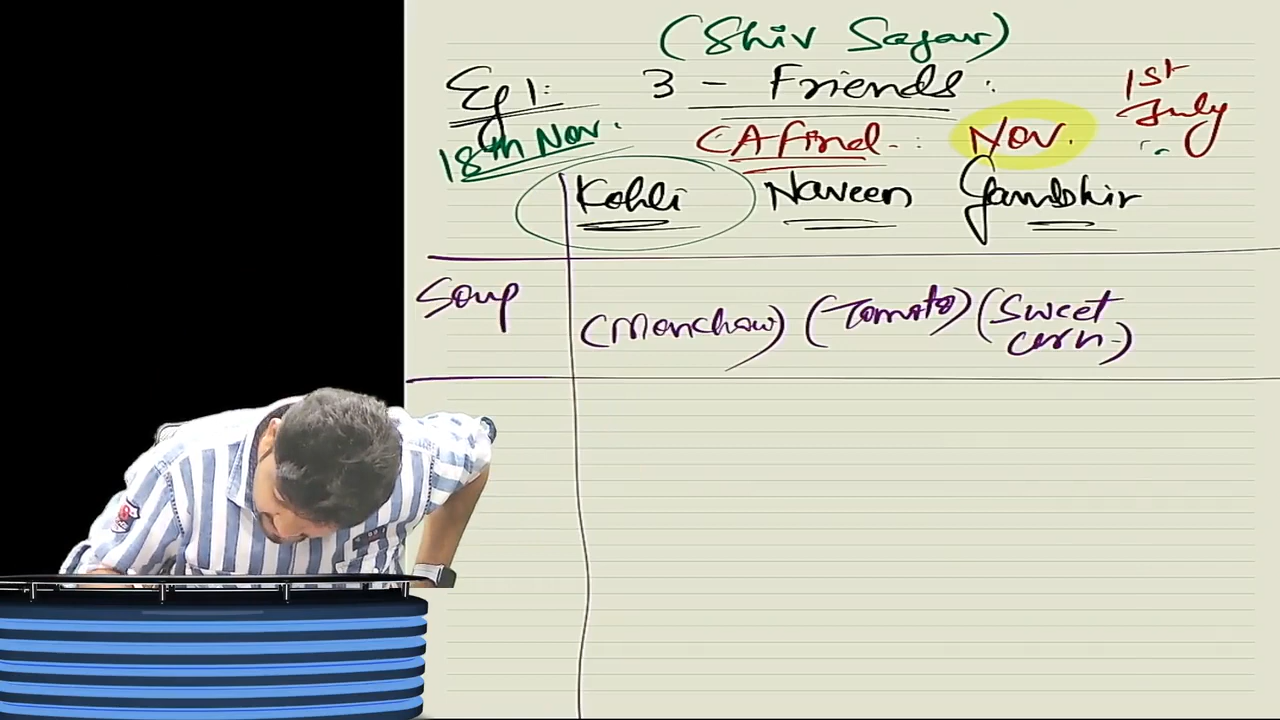 (Shiv Sagar)
Eg 1: 3 - Friends :
1st July
18th Nov. CA Final. : Nov.
Kohli Naveen Gambhir
Soup (Manchow) (Tomato) (Sweet corn.)